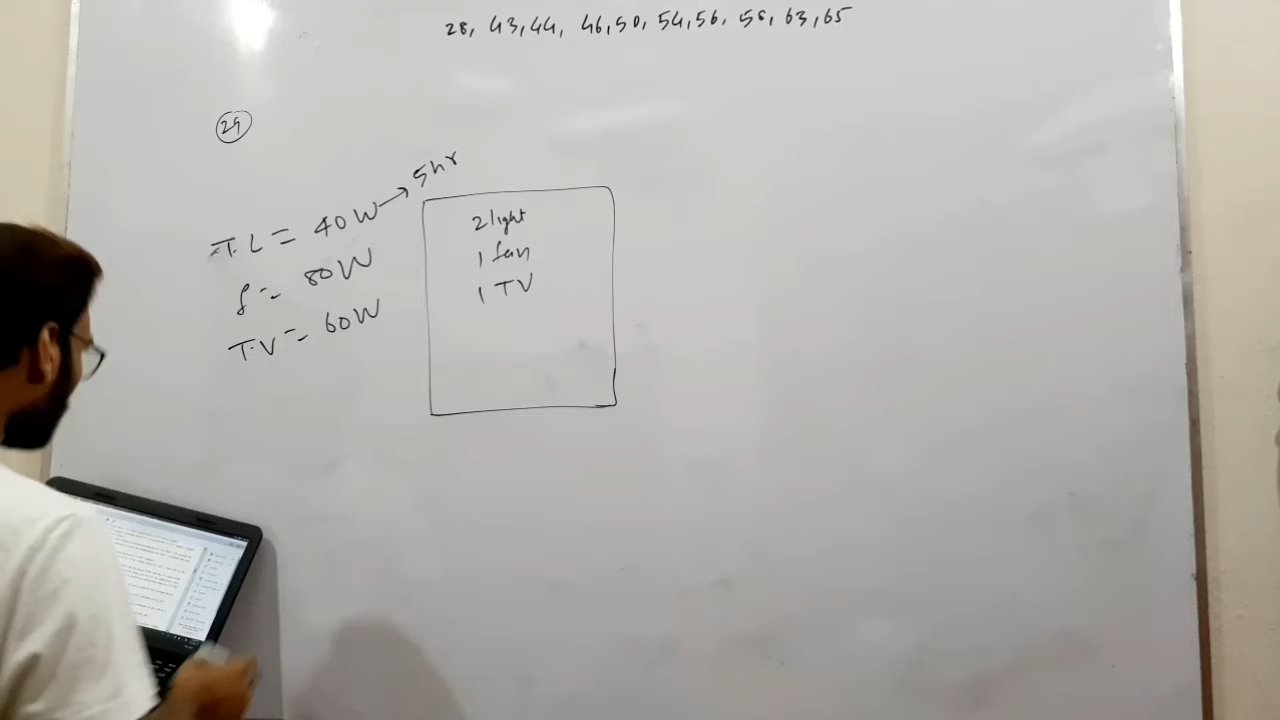 28, 43,44, 46,50, 54,56, 58, 63,65
29
T.L = 40W → 5hr
f = 80W
T.V = 60W
2 light
1 fan
1 TV